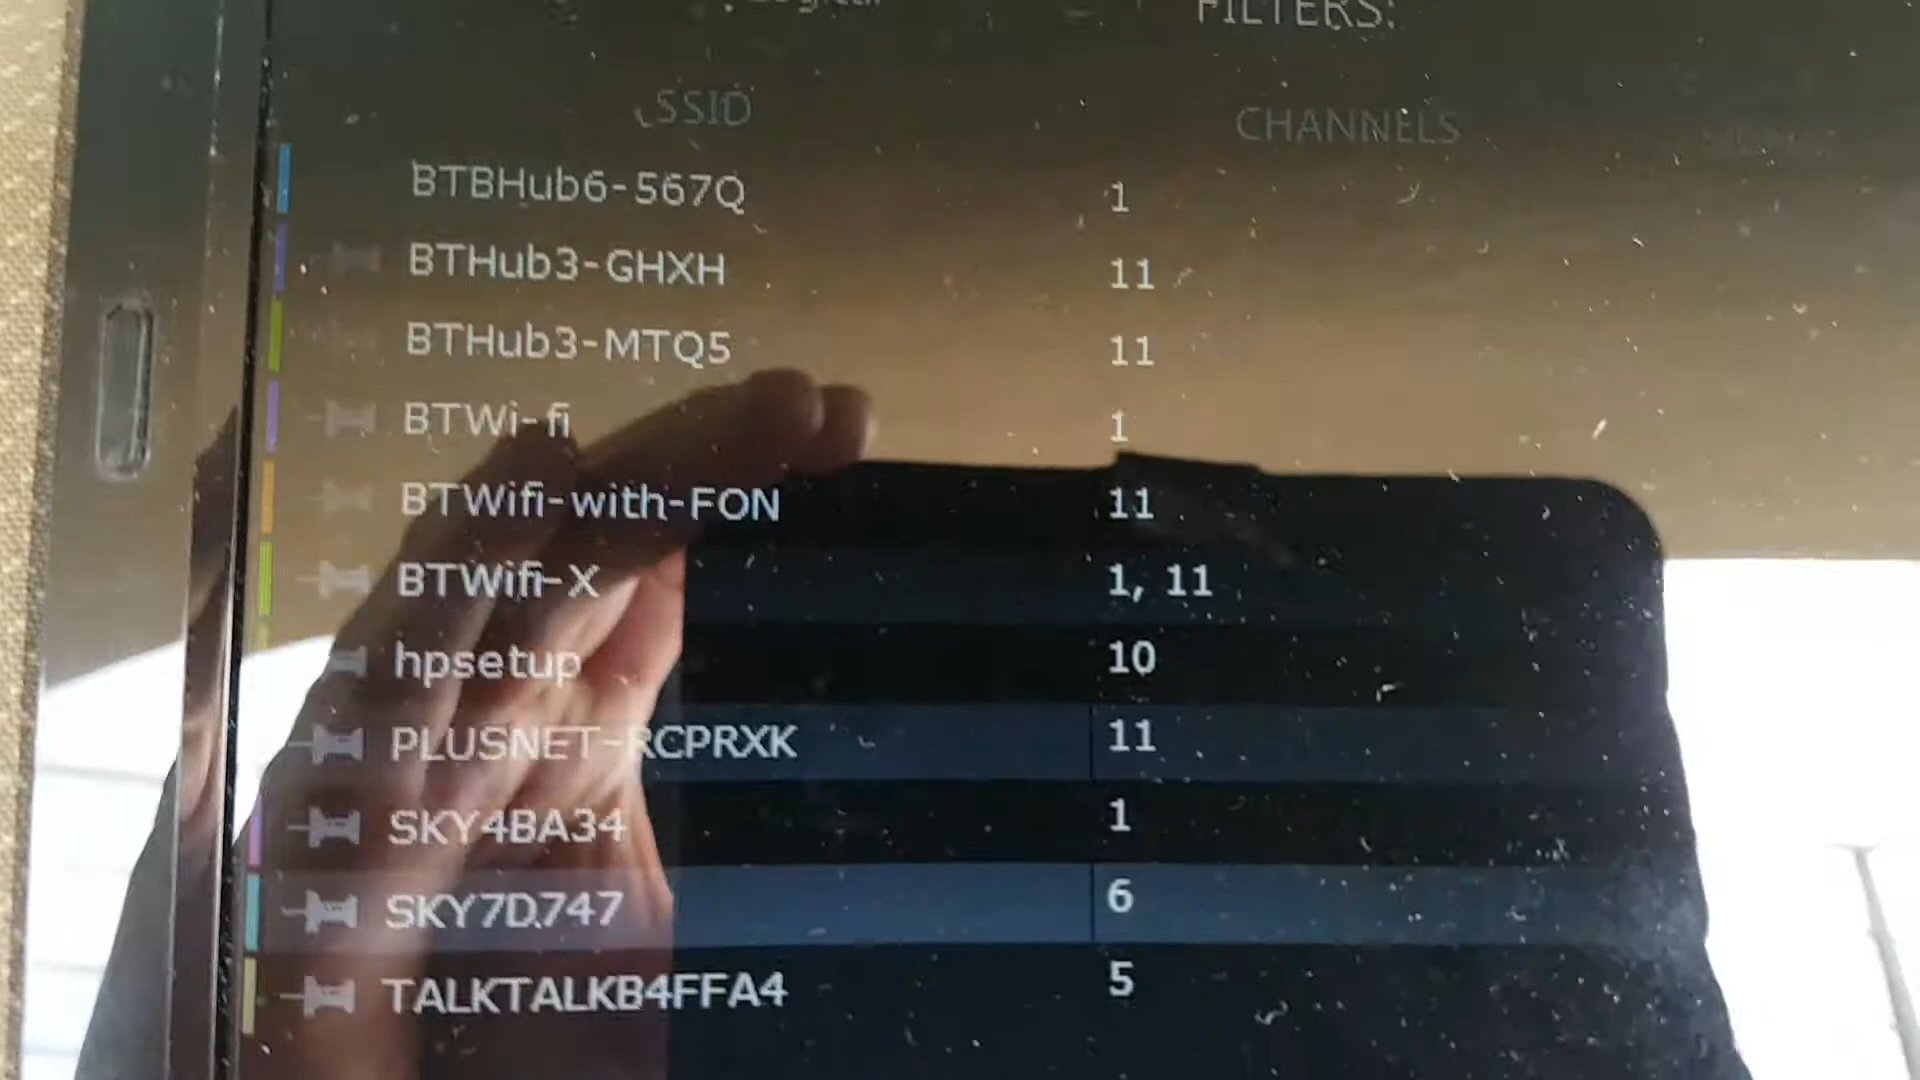 FILTERS:
SSID CHANNELS
BTBHub6-567Q 1
BTHub3-GHXH 11
BTHub3-MTQ5 11
BTWi-fi 1
BTWifi-with-FON 11
BTWifi-X 1, 11
hpsetup 10
PLUSNET-RCPRXK 11
SKY4BA34 1
SKY7D747 6
TALKTALKB4FFA4 5